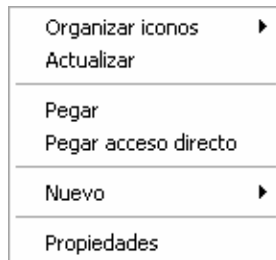 Organizar iconos
Actualizar
Pegar
Pegar acceso directo
Nuevo
Propiedades